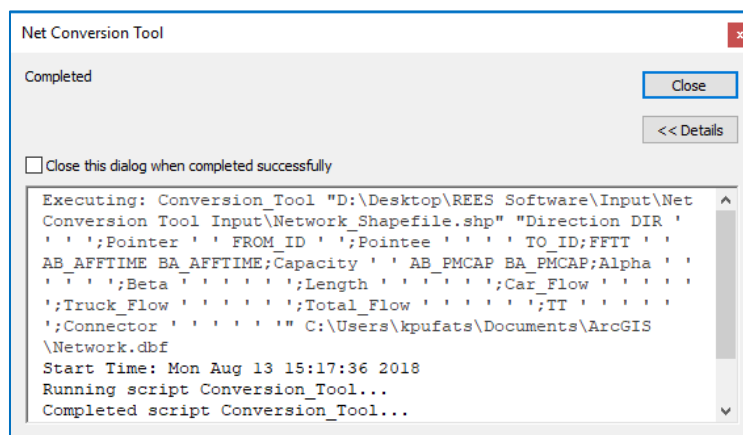 Net Conversion Tool
x
Completed
Close
<< Details
Close this dialog when completed successfully
Executing: Conversion_Tool "D:\Desktop\REES Software\Input\Net
Conversion Tool Input\Network_Shapefile.shp" "Direction DIR '
' ' ' ';Pointer ' ' FROM_ID ' ';Pointee ' ' ' ' TO_ID;FFTT ' '
AB_AFFTIME BA_AFFTIME;Capacity ' ' AB_PMCAP BA_PMCAP;Alpha ' '
' ' ' ';Beta ' ' ' ' ' ';Length ' ' ' ' ' ';Car_Flow ' ' ' ' '
';Truck_Flow ' ' ' ' ' ';Total_Flow ' ' ' ' ' ';TT ' ' ' ' '
';Connector ' ' ' ' ' '" C:\Users\kpufats\Documents\ArcGIS
\Network.dbf
Start Time: Mon Aug 13 15:17:36 2018
Running script Conversion_Tool...
Completed script Conversion_Tool...